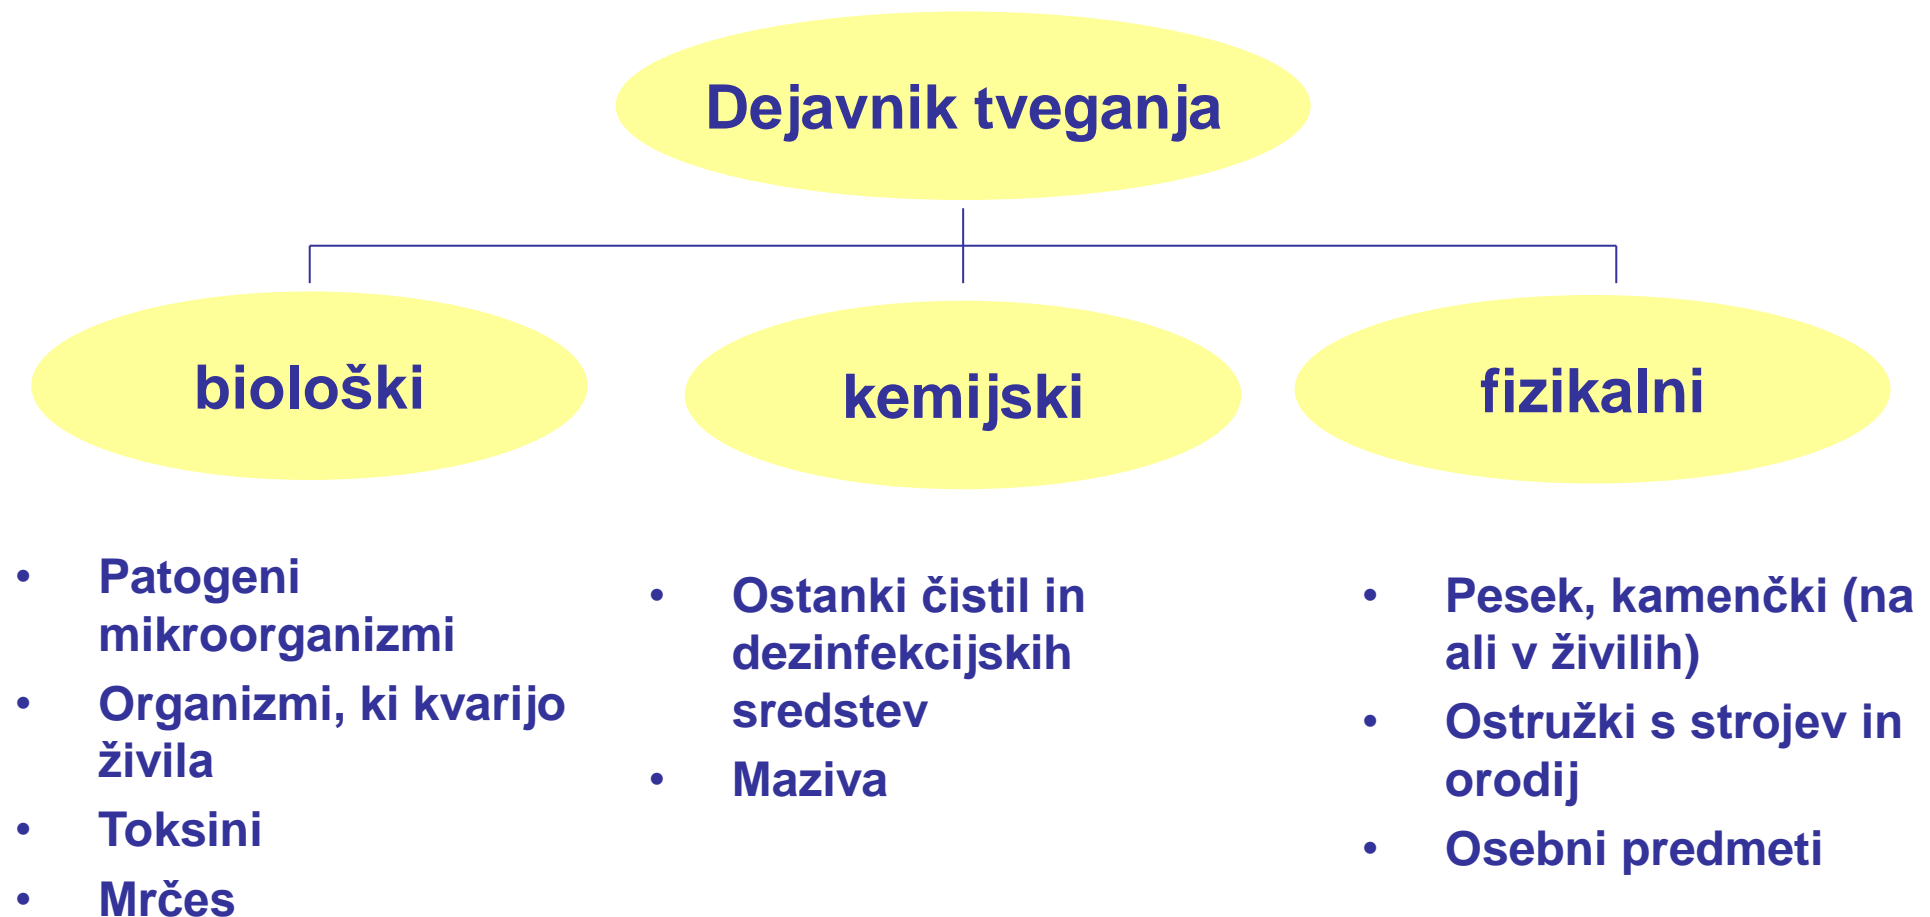 Dejavnik tveganja
biološki
kemijski
fizikalni
• Patogeni
mikroorganizmi
• Organizmi, ki kvarijo
živila
• Toksini
• Mrčes
• Ostanki čistil in
dezinfekcijskih
sredstev
• Maziva
• Pesek, kamenčki (na
ali v živilih)
• Ostružki s strojev in
orodij
• Osebni predmeti